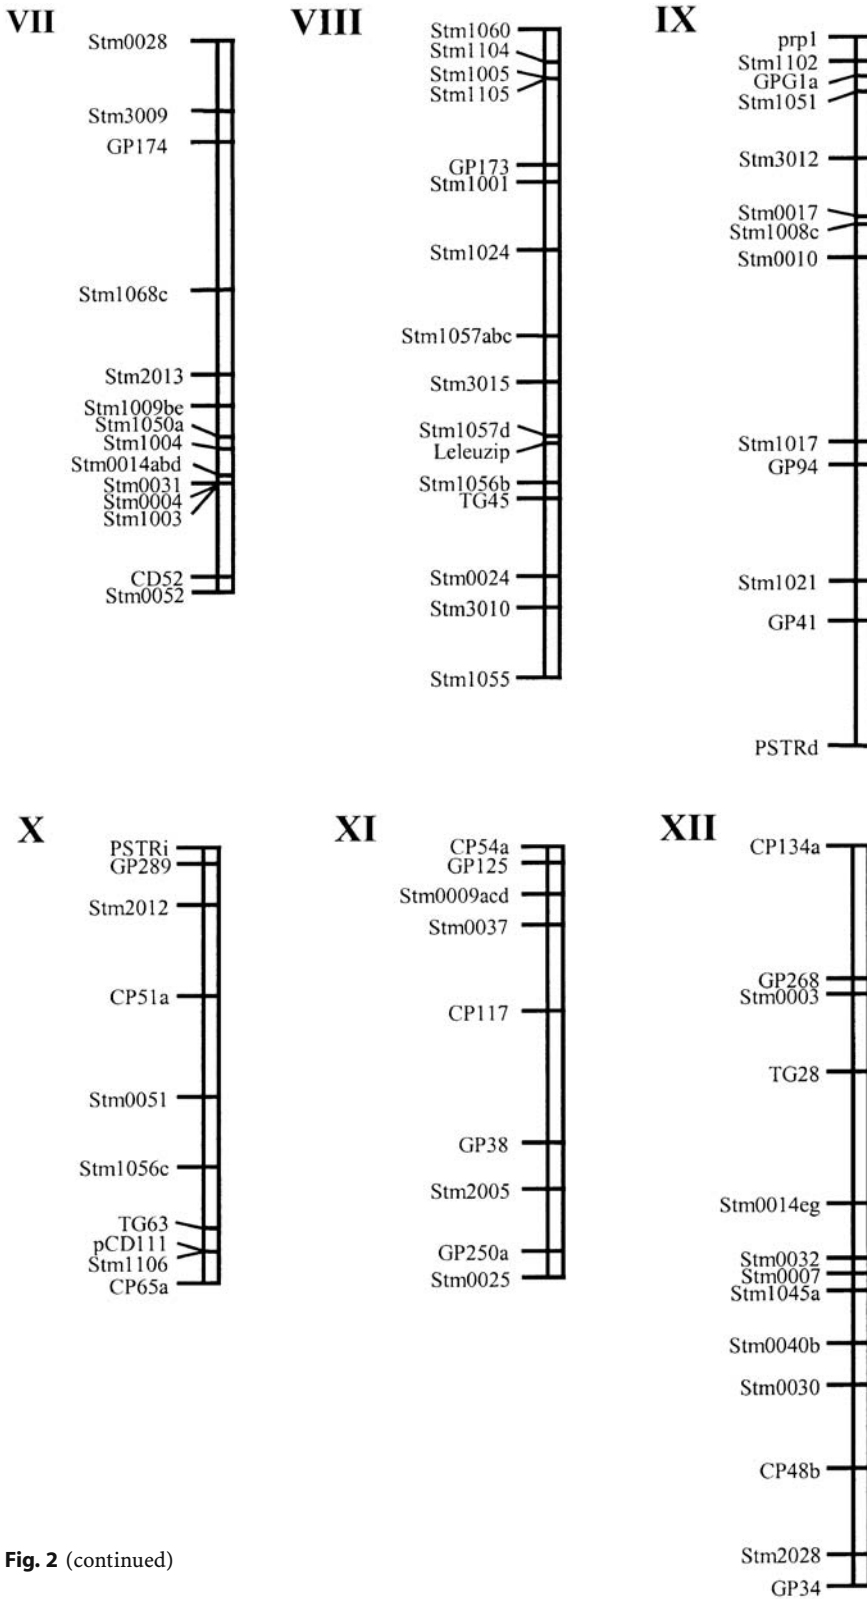 VII
Stm0028
Stm3009
GP174
Stm1068c
Stm2013
Stm1009be
Stm1050a
Stm1004
Stm0014abd
Stm0031
Stm0004
Stm1003
CD52
Stm0052
VIII
Stm1060
Stm1104
Stm1005
Stm1105
GP173
Stm1001
Stm1024
Stm1057abc
Stm3015
Stm1057d
Leleuzip
Stm1056b
TG45
Stm0024
Stm3010
Stm1055
IX
prp1
Stm1102
GPG1a
Stm1051
Stm3012
Stm0017
Stm1008c
Stm0010
Stm1017
GP94
Stm1021
GP41
PSTRd
X
PSTRi
GP289
Stm2012
CP51a
Stm0051
Stm1056c
TG63
pCD111
Stm1106
CP65a
XI
CP54a
GP125
Stm0009acd
Stm0037
CP117
GP38
Stm2005
GP250a
Stm0025
XII
CP134a
GP268
Stm0003
TG28
Stm0014eg
Stm0032
Stm0007
Stm1045a
Stm0040b
Stm0030
CP48b
Stm2028
GP34
Fig. 2 (continued)